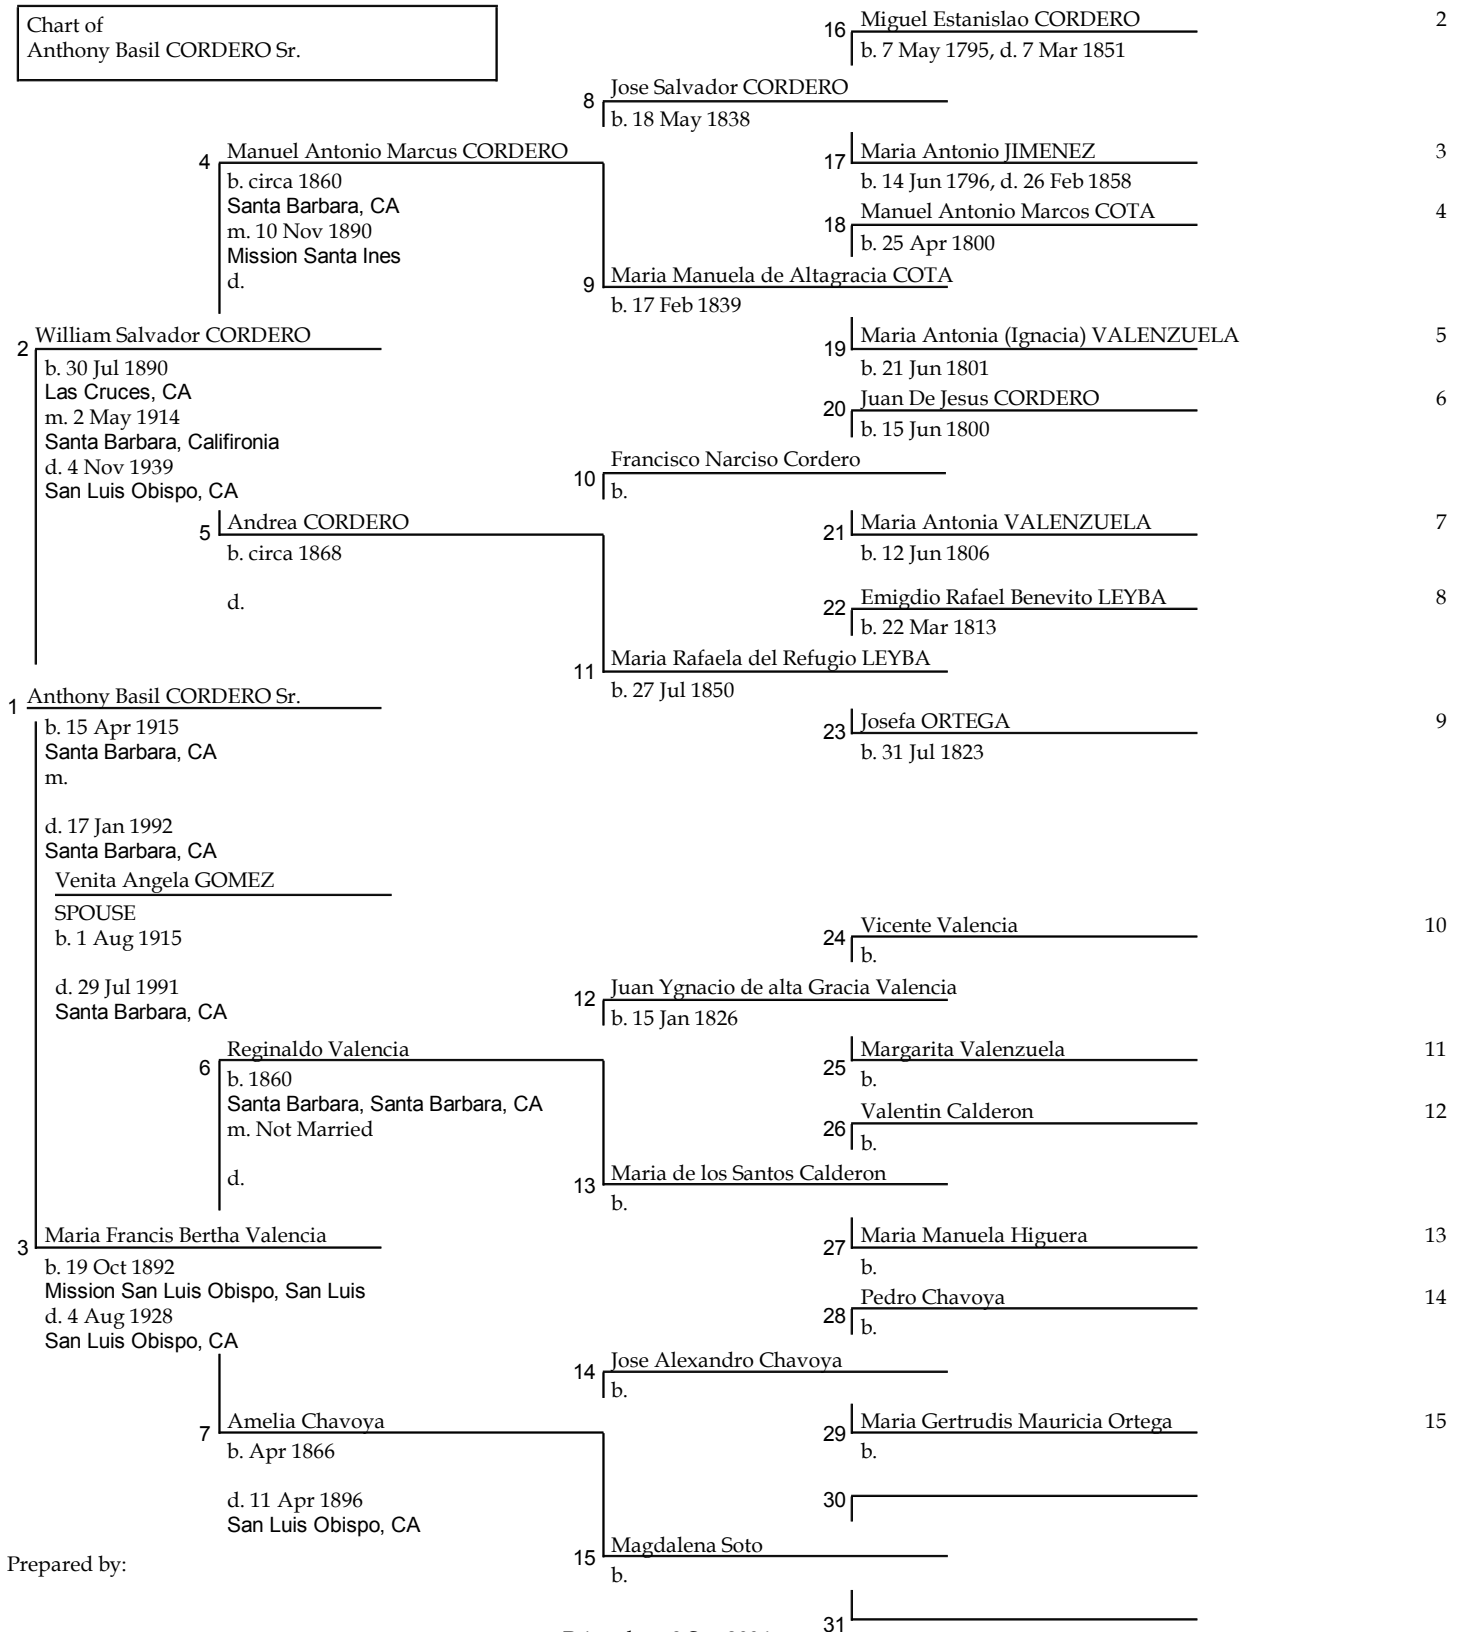 Chart of
Anthony Basil CORDERO Sr.
16 Miguel Estanislao CORDERO 2
b. 7 May 1795, d. 7 Mar 1851
8 Jose Salvador CORDERO
b. 18 May 1838
4 Manuel Antonio Marcus CORDERO
b. circa 1860
Santa Barbara, CA
m. 10 Nov 1890
Mission Santa Ines
d.
17 Maria Antonio JIMENEZ 3
b. 14 Jun 1796, d. 26 Feb 1858
18 Manuel Antonio Marcos COTA 4
b. 25 Apr 1800
9 Maria Manuela de Altagracia COTA
b. 17 Feb 1839
19 Maria Antonia (Ignacia) VALENZUELA 5
b. 21 Jun 1801
2 William Salvador CORDERO
b. 30 Jul 1890
Las Cruces, CA
m. 2 May 1914
Santa Barbara, Califironia
d. 4 Nov 1939
San Luis Obispo, CA
20 Juan De Jesus CORDERO 6
b. 15 Jun 1800
10 Francisco Narciso Cordero
b.
5 Andrea CORDERO
b. circa 1868
d.
21 Maria Antonia VALENZUELA 7
b. 12 Jun 1806
22 Emigdio Rafael Benevito LEYBA 8
b. 22 Mar 1813
11 Maria Rafaela del Refugio LEYBA
b. 27 Jul 1850
23 Josefa ORTEGA 9
b. 31 Jul 1823
1 Anthony Basil CORDERO Sr.
b. 15 Apr 1915
Santa Barbara, CA
m.
d. 17 Jan 1992
Santa Barbara, CA
Venita Angela GOMEZ
SPOUSE
b. 1 Aug 1915
d. 29 Jul 1991
Santa Barbara, CA
24 Vicente Valencia 10
b.
12 Juan Ygnacio de alta Gracia Valencia
b. 15 Jan 1826
6 Reginaldo Valencia
b. 1860
Santa Barbara, Santa Barbara, CA
m. Not Married
d.
25 Margarita Valenzuela 11
b.
26 Valentin Calderon 12
b.
13 Maria de los Santos Calderon
b.
27 Maria Manuela Higuera 13
b.
3 Maria Francis Bertha Valencia
b. 19 Oct 1892
Mission San Luis Obispo, San Luis
d. 4 Aug 1928
San Luis Obispo, CA
28 Pedro Chavoya 14
b.
14 Jose Alexandro Chavoya
b.
7 Amelia Chavoya
b. Apr 1866
d. 11 Apr 1896
San Luis Obispo, CA
29 Maria Gertrudis Mauricia Ortega 15
b.
30
15 Magdalena Soto
b.
Prepared by:
31